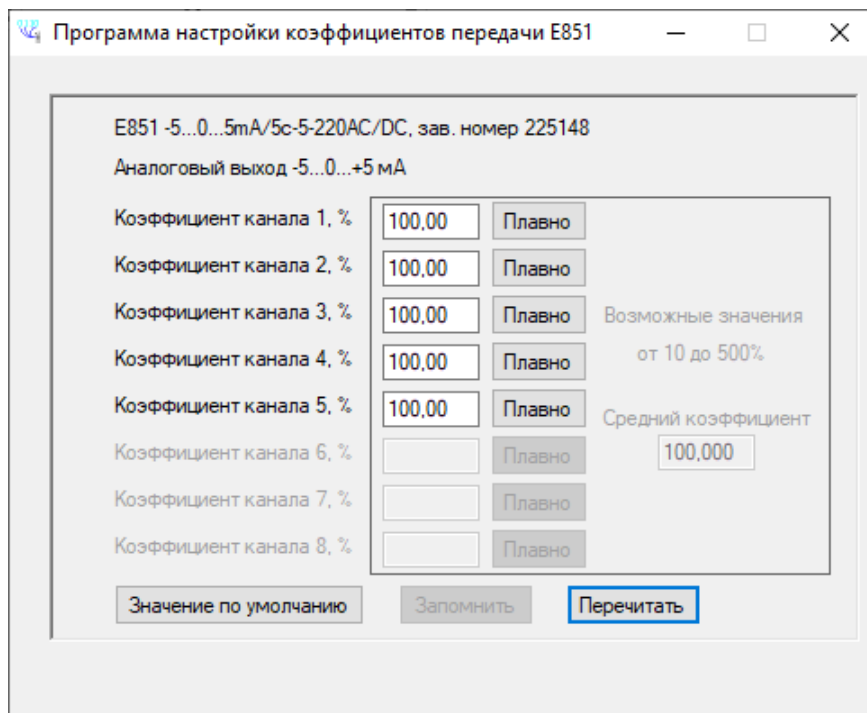 Программа настройки коэффициентов передачи E851
E851 -5...0...5mA/5c-5-220AC/DC, зав. номер 225148
Аналоговый выход -5...0...+5 мА
Коэффициент канала 1, % 100,00 Плавно
Коэффициент канала 2, % 100,00 Плавно
Коэффициент канала 3, % 100,00 Плавно Возможные значения
Коэффициент канала 4, % 100,00 Плавно от 10 до 500%
Коэффициент канала 5, % 100,00 Плавно Средний коэффициент
Коэффициент канала 6, % Плавно 100,000
Коэффициент канала 7, % Плавно
Коэффициент канала 8, % Плавно
Значение по умолчанию Запомнить Перечитать